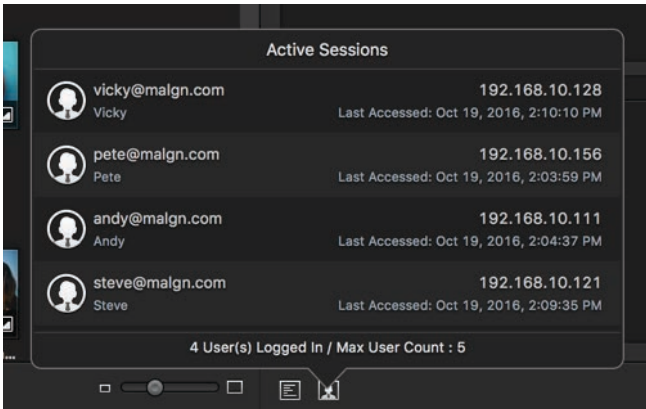 Active Sessions
vicky@malgn.com 192.168.10.128
Vicky Last Accessed: Oct 19, 2016, 2:10:10 PM
pete@malgn.com 192.168.10.156
Pete Last Accessed: Oct 19, 2016, 2:03:59 PM
andy@malgn.com 192.168.10.111
Andy Last Accessed: Oct 19, 2016, 2:04:37 PM
steve@malgn.com 192.168.10.121
Steve Last Accessed: Oct 19, 2016, 2:09:35 PM
4 User(s) Logged In / Max User Count : 5